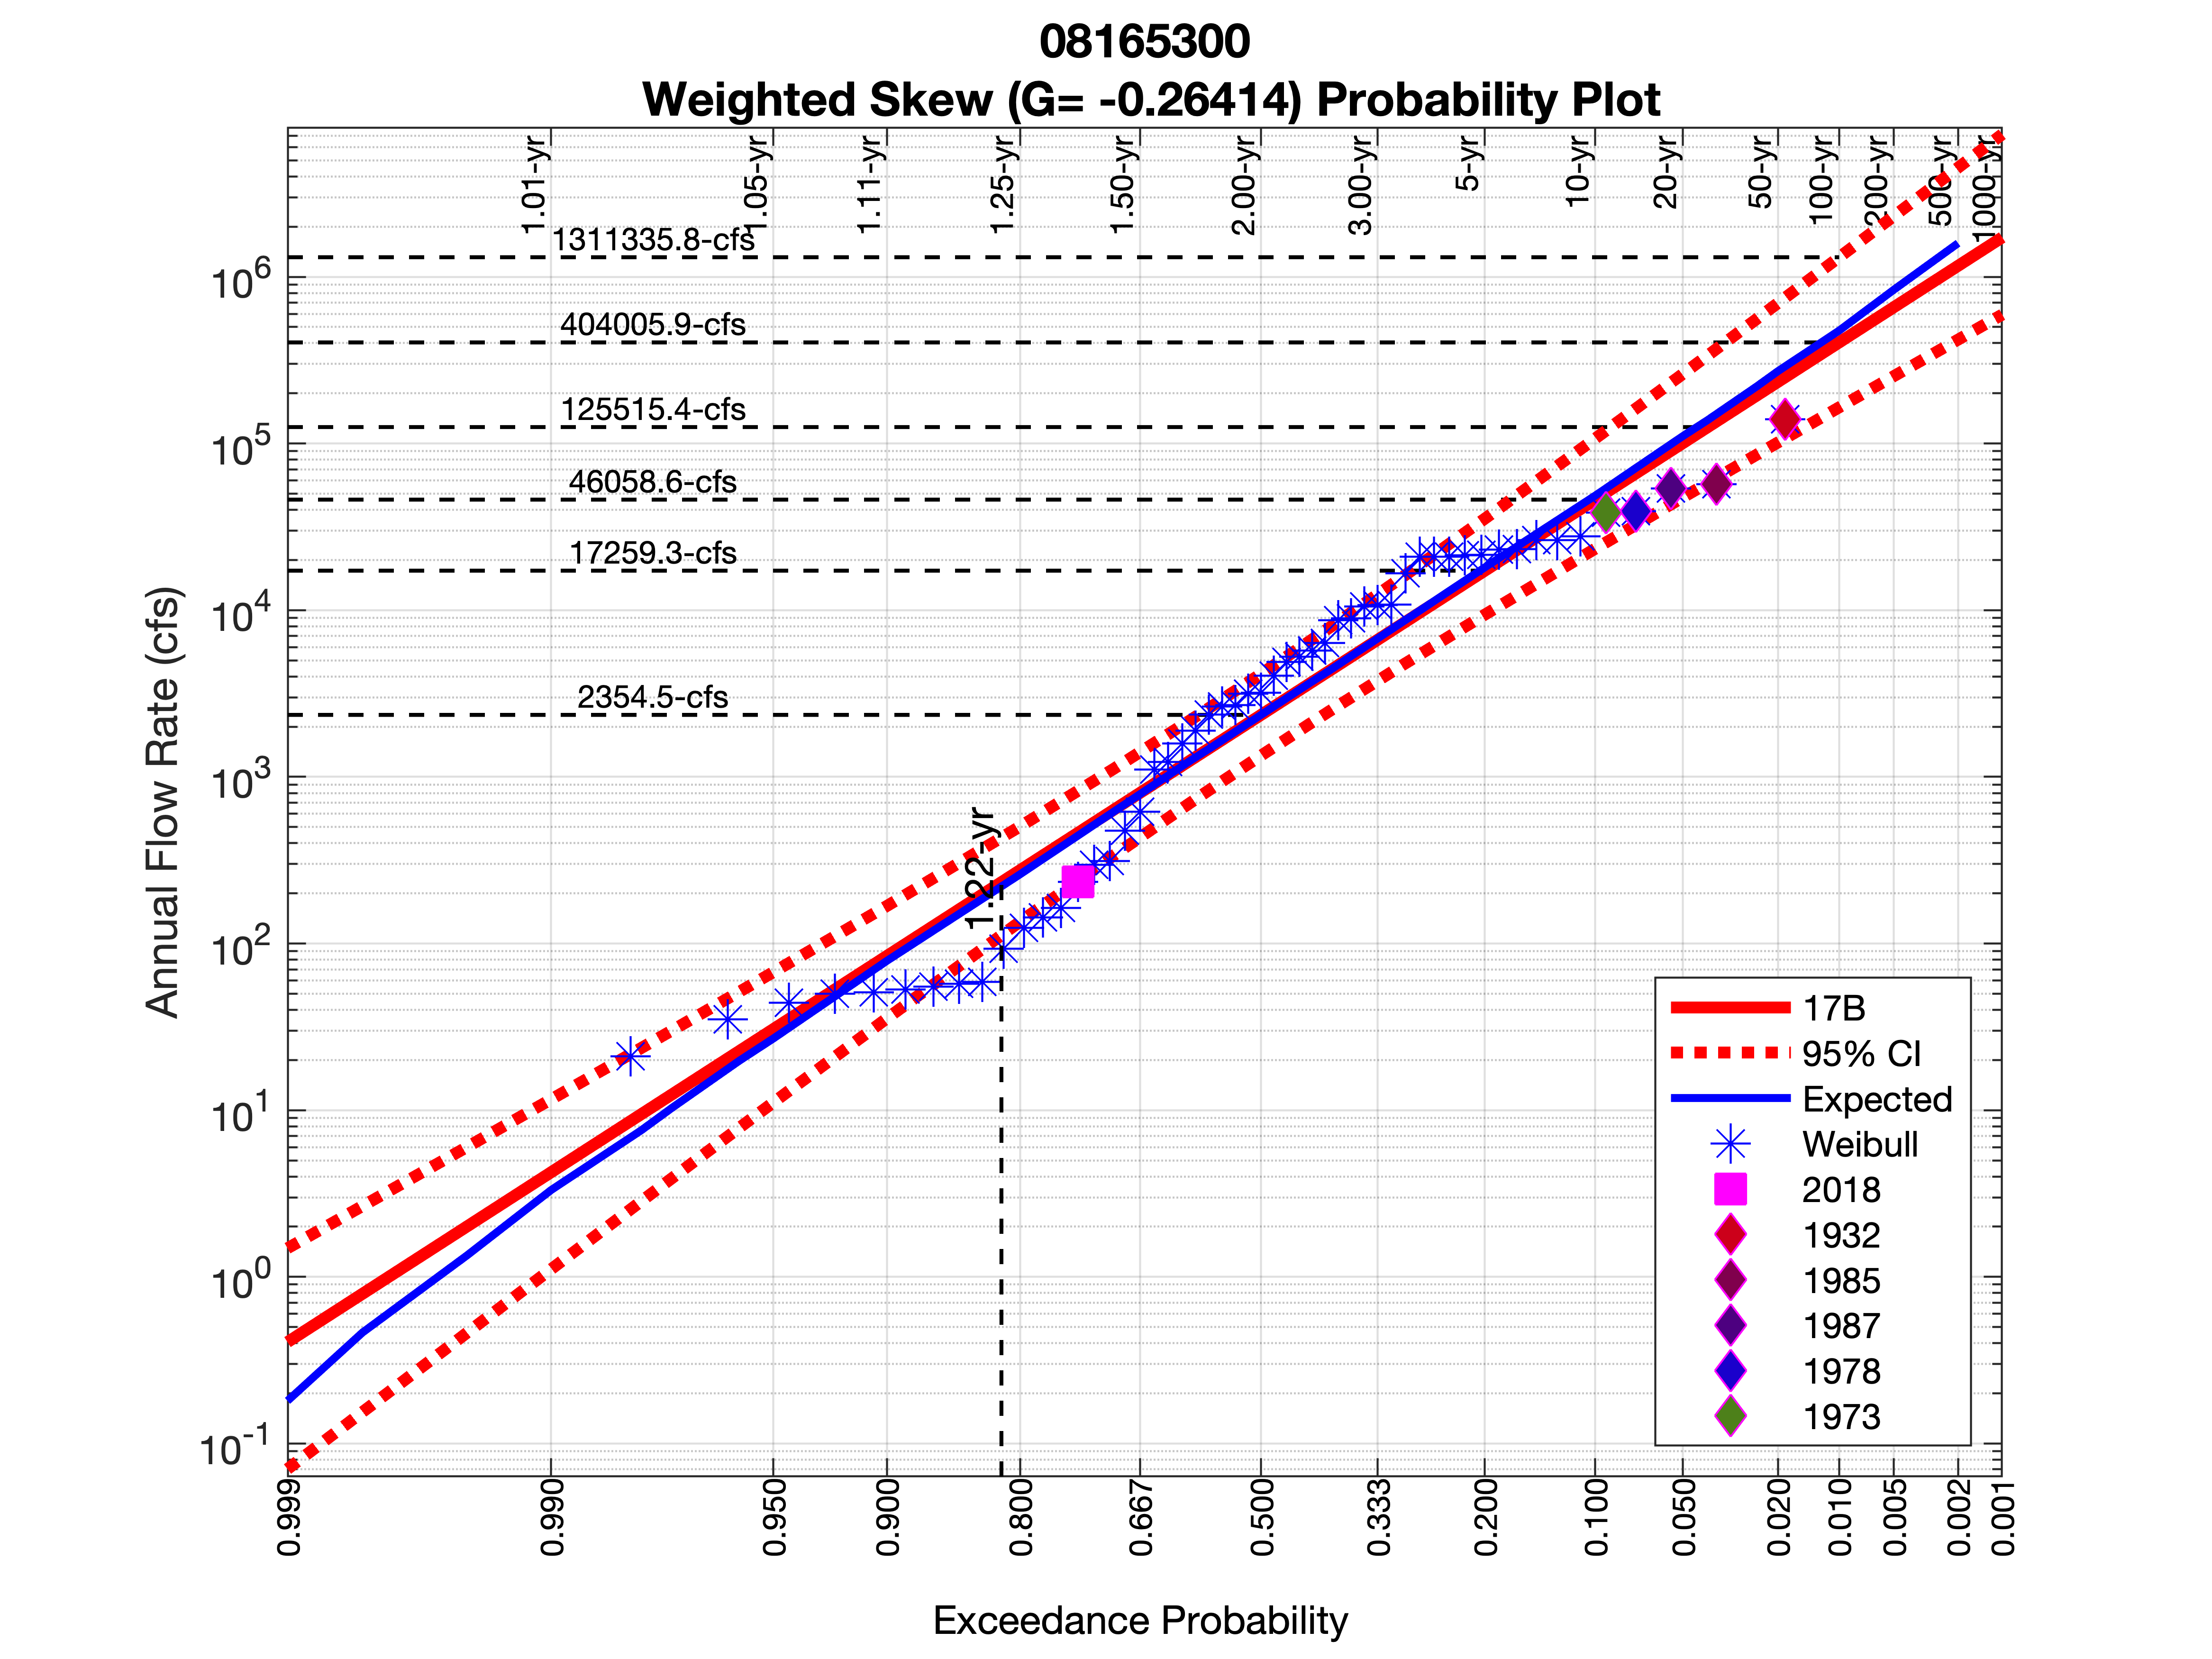 08165300
Weighted Skew (G= -0.26414) Probability Plot
1.01-yr
1.05-yr
1.11-yr
1.25-yr
1.50-yr
2.00-yr
3.00-yr
5-yr
10-yr
20-yr
50-yr
100-yr
200-yr
500-yr
1000-yr
1311335.8-cfs
404005.9-cfs
125515.4-cfs
46058.6-cfs
17259.3-cfs
2354.5-cfs
1.22-yr
10^6
10^5
10^4
10^3
10^2
10^1
10^0
10^-1
Annual Flow Rate (cfs)
17B
95% CI
Expected
Weibull
2018
1932
1985
1987
1978
1973
0.999
0.990
0.950
0.900
0.800
0.667
0.500
0.333
0.200
0.100
0.050
0.020
0.010
0.005
0.002
0.001
Exceedance Probability